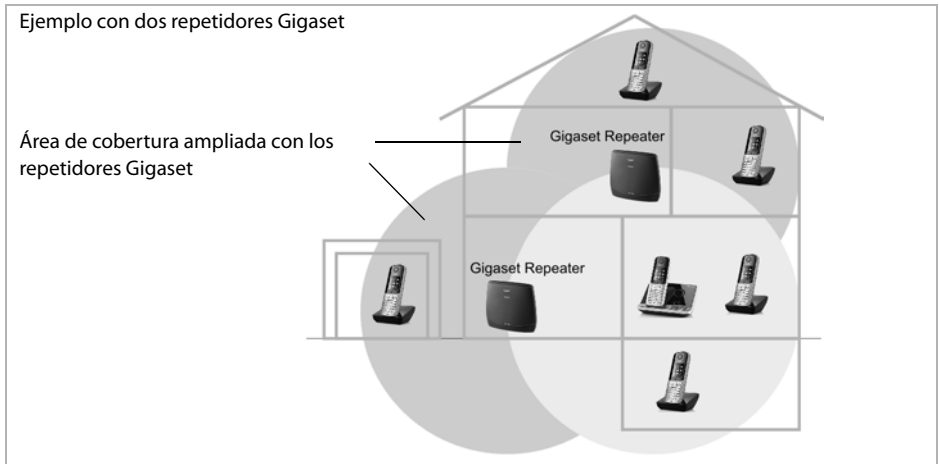 Ejemplo con dos repetidores Gigaset
Área de cobertura ampliada con los
repetidores Gigaset
Gigaset Repeater
Gigaset Repeater